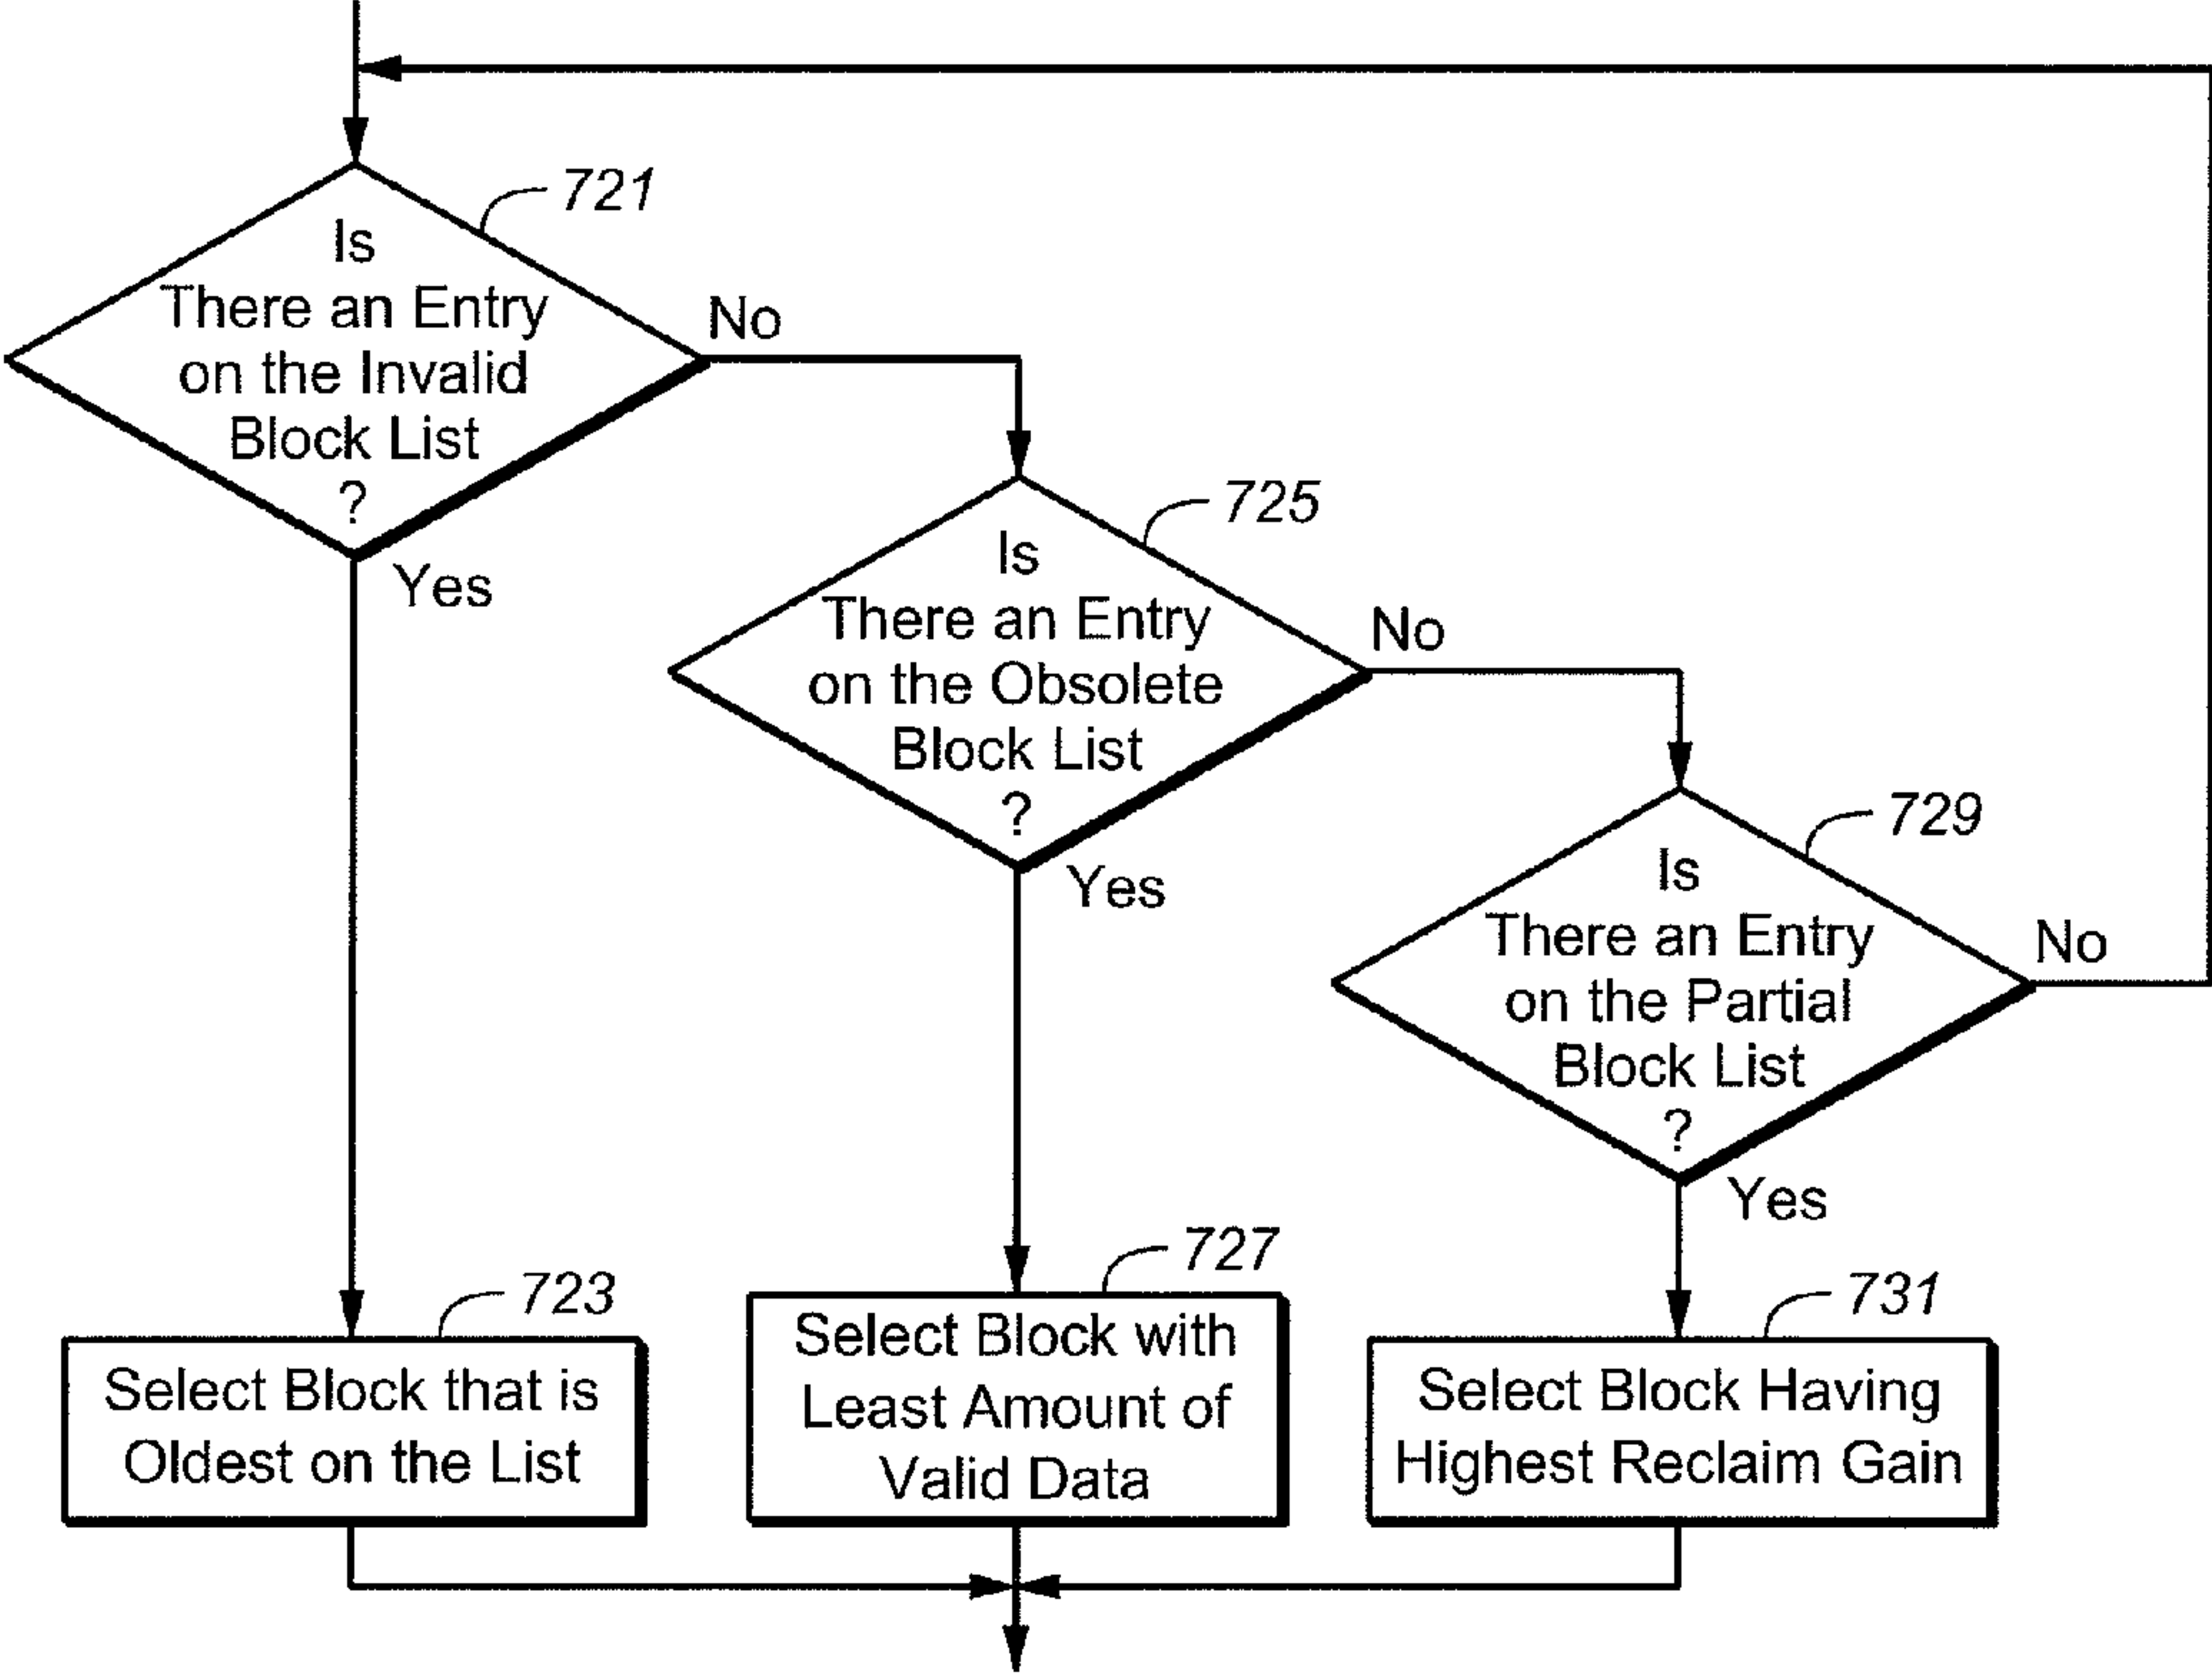 721
Is
There an Entry
on the Invalid
Block List
?
No
Yes
725
Is
There an Entry
on the Obsolete
Block List
?
No
Yes
729
Is
There an Entry
on the Partial
Block List
?
No
Yes
723
Select Block that is
Oldest on the List
727
Select Block with
Least Amount of
Valid Data
731
Select Block Having
Highest Reclaim Gain